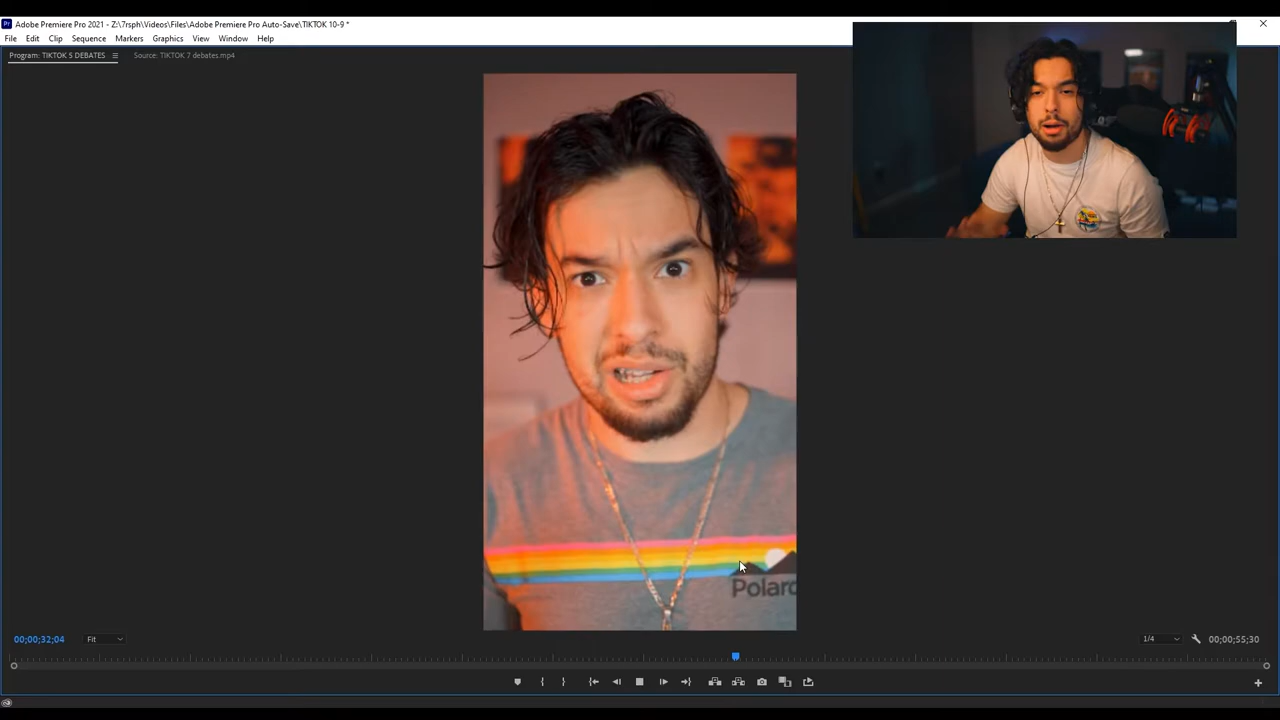 Adobe Premiere Pro 2021 - Z:\7rsph\Videos\Files\Adobe Premiere Pro Auto-Save\TIKTOK 10-9 *
File Edit Clip Sequence Markers Graphics View Window Help
Program: TIKTOK 5 DEBATES Source: TIKTOK 7 debates.mp4
Polaro
00;00;32;04 Fit 1/4 00;00;55;30